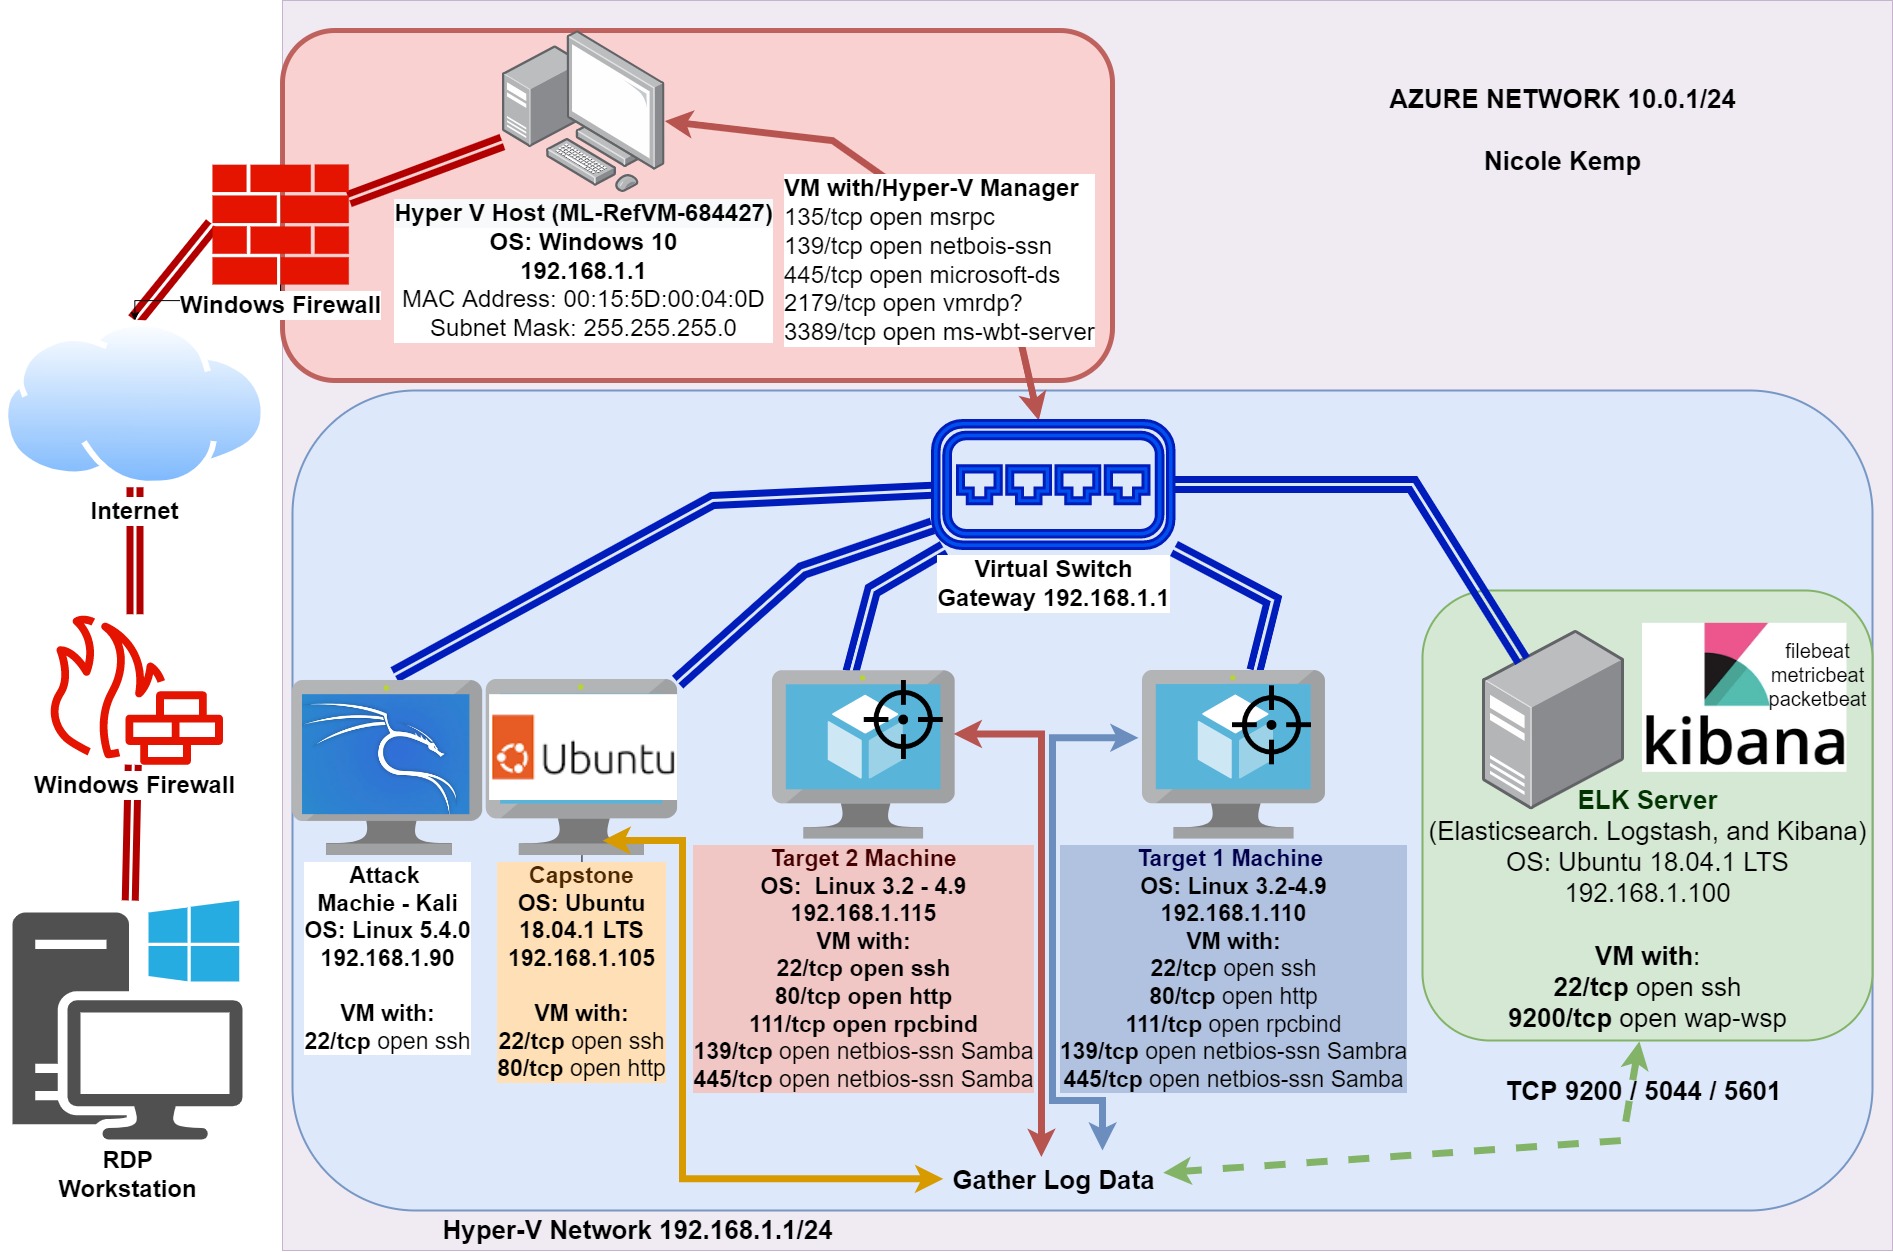 AZURE NETWORK 10.0.1/24
Nicole Kemp
Hyper V Host (ML-RefVM-684427)
OS: Windows 10
192.168.1.1
MAC Address: 00:15:5D:00:04:0D
Subnet Mask: 255.255.255.0
VM with/Hyper-V Manager
135/tcp open msrpc
139/tcp open netbois-ssn
445/tcp open microsoft-ds
2179/tcp open vmrdp?
3389/tcp open ms-wbt-server
Windows Firewall
Internet
Windows Firewall
RDP
Workstation
Virtual Switch
Gateway 192.168.1.1
Ubuntu
filebeat
metricbeat
packetbeat
kibana
Attack
Machie - Kali
OS: Linux 5.4.0
192.168.1.90
VM with:
22/tcp open ssh
Capstone
OS: Ubuntu
18.04.1 LTS
192.168.1.105
VM with:
22/tcp open ssh
80/tcp open http
Target 2 Machine
OS:  Linux 3.2 - 4.9
192.168.1.115
VM with:
22/tcp open ssh
80/tcp open http
111/tcp open rpcbind
139/tcp open netbios-ssn Samba
445/tcp open netbios-ssn Samba
Target 1 Machine
OS: Linux 3.2-4.9
192.168.1.110
VM with:
22/tcp open ssh
80/tcp open http
111/tcp open rpcbind
139/tcp open netbios-ssn Sambra
445/tcp open netbios-ssn Samba
ELK Server
(Elasticsearch. Logstash, and Kibana)
OS: Ubuntu 18.04.1 LTS
192.168.1.100
VM with:
22/tcp open ssh
9200/tcp open wap-wsp
TCP 9200 / 5044 / 5601
Gather Log Data
Hyper-V Network 192.168.1.1/24